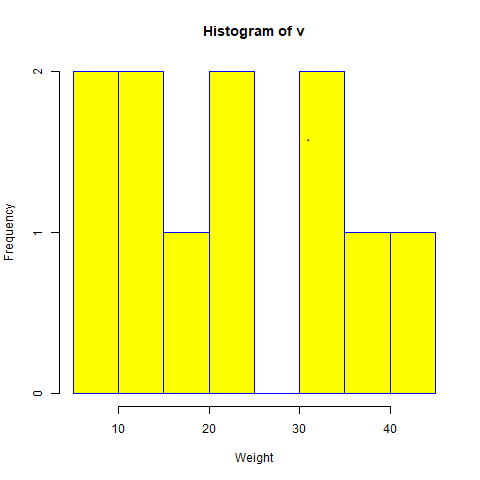 Histogram of v
2
1
0
Frequency
10 20 30 40
Weight